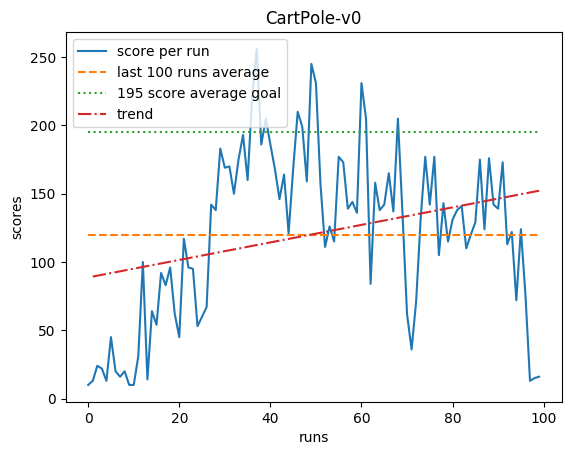 CartPole-v0
score per run
last 100 runs average
195 score average goal
trend
scores
250
200
150
100
50
0
0 20 40 60 80 100
runs